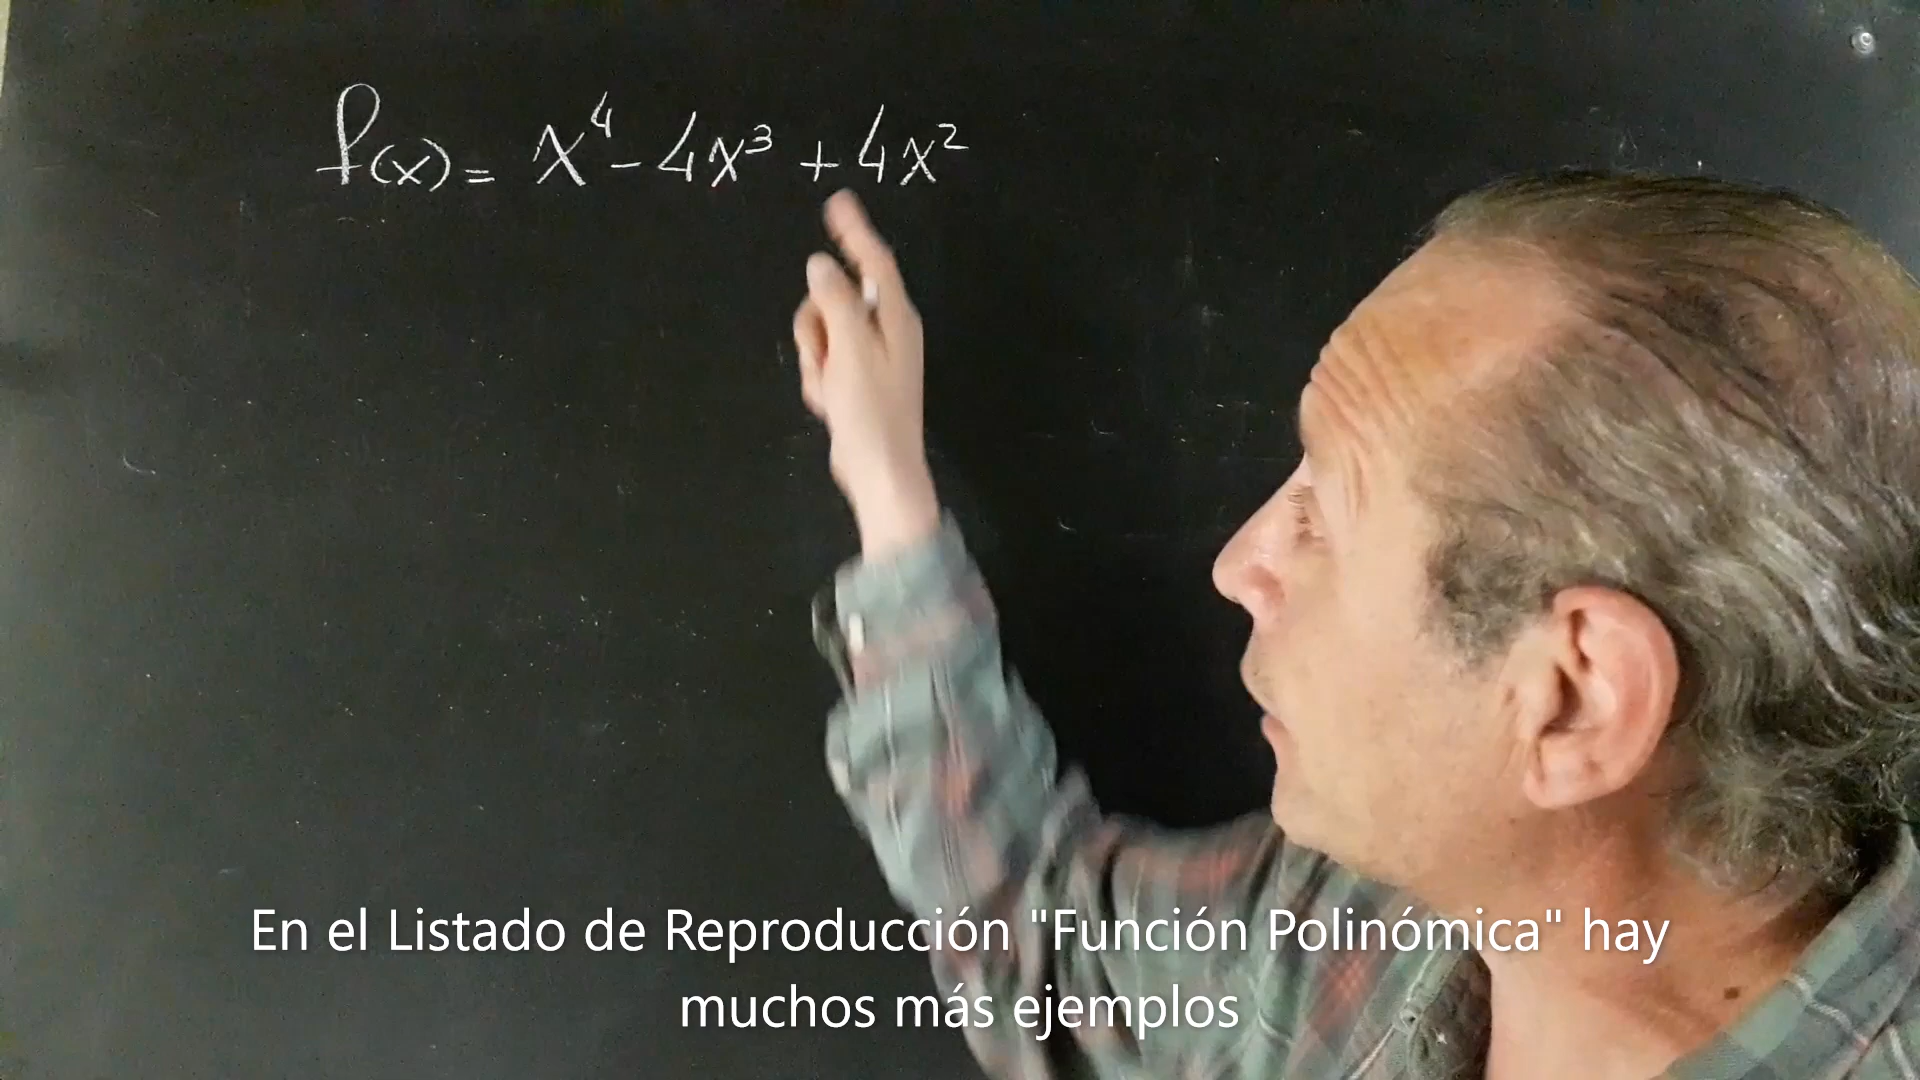 f(x) = x⁴ - 4x³ + 4x²
En el Listado de Reproducción "Función Polinómica" hay
muchos más ejemplos